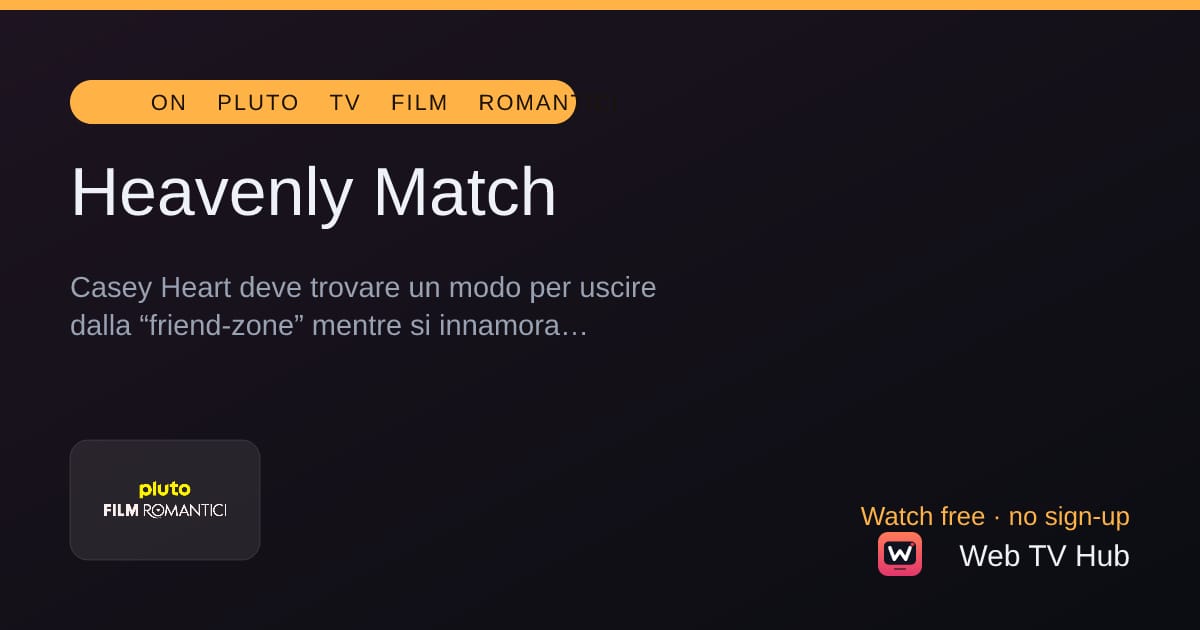 ON PLUTO TV FILM ROMANTICI
Heavenly Match
Casey Heart deve trovare un modo per uscire
dalla “friend-zone” mentre si innamora…
pluto
FILM ROMANTICI
Watch free · no sign-up
W
Web TV Hub